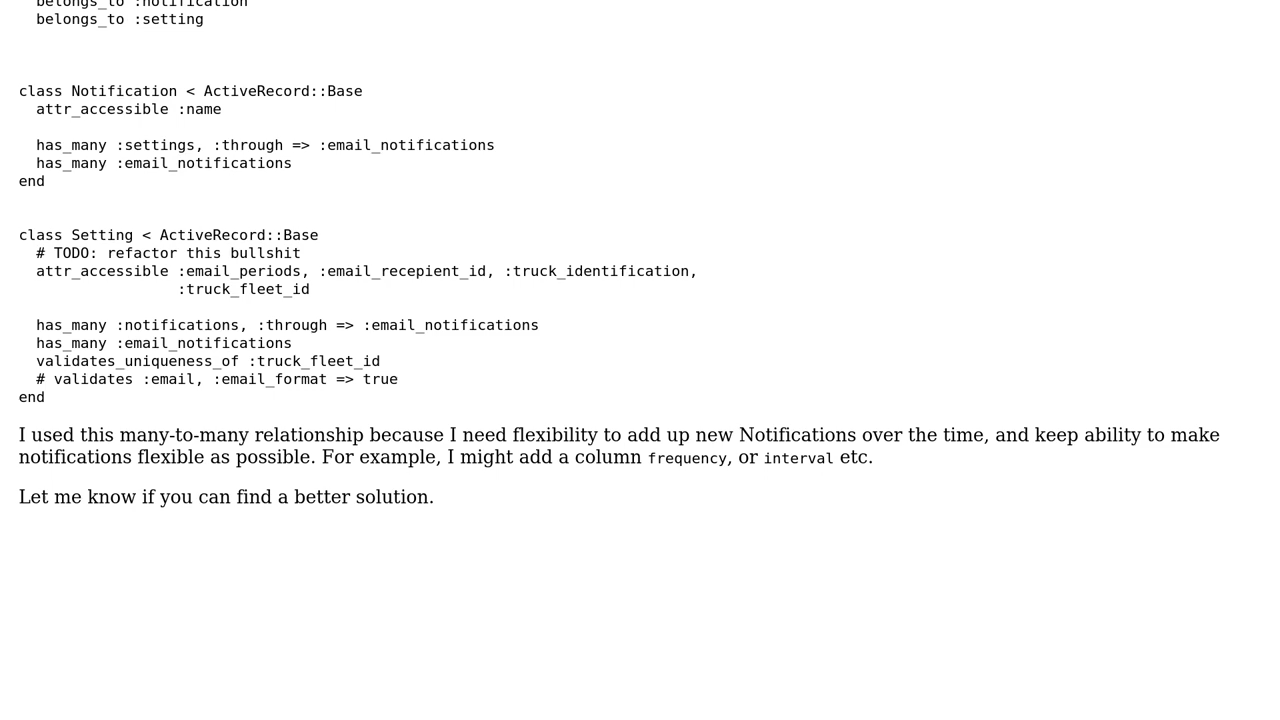 belongs_to :notification
belongs_to :setting
class Notification < ActiveRecord::Base
attr_accessible :name
has_many :settings, :through => :email_notifications
has_many :email_notifications
end
class Setting < ActiveRecord::Base
# TODO: refactor this bullshit
attr_accessible :email_periods, :email_recepient_id, :truck_identification,
:truck_fleet_id
has_many :notifications, :through => :email_notifications
has_many :email_notifications
validates_uniqueness_of :truck_fleet_id
# validates :email, :email_format => true
end
I used this many-to-many relationship because I need flexibility to add up new Notifications over the time, and keep ability to make
notifications flexible as possible. For example, I might add a column frequency, or interval etc.
Let me know if you can find a better solution.